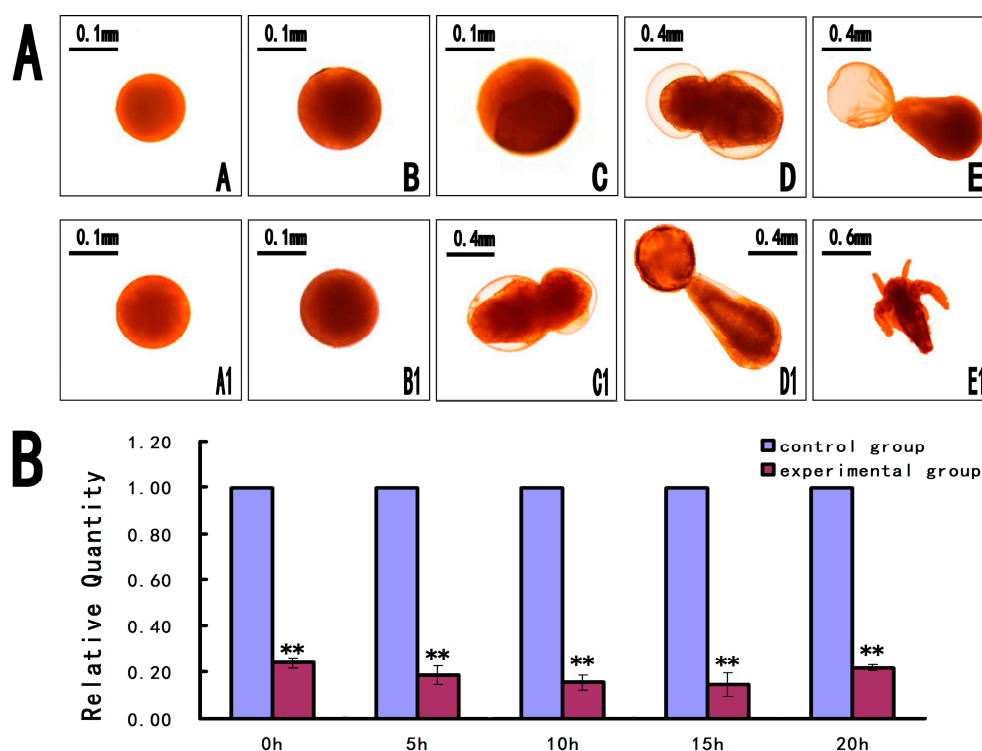 A
0.1mm
0.1mm
0.1mm
0.4mm
0.4mm
A
B
C
D
E
0.1mm
0.1mm
0.4mm
0.4mm
0.6mm
A1
B1
C1
D1
E1
B
control group
experimental group
Relative Quantity
1.20
1.00
0.80
0.60
0.40
0.20
0.00
**
**
**
**
**
0h
5h
10h
15h
20h